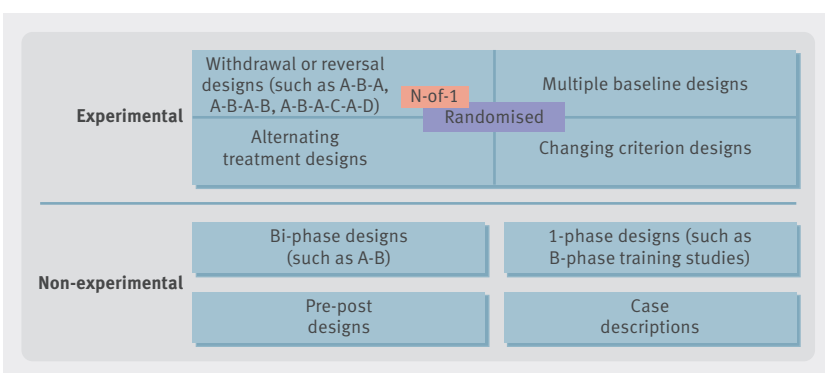 Experimental
Withdrawal or reversal
designs (such as A-B-A,
A-B-A-B, A-B-A-C-A-D)
N-of-1
Multiple baseline designs
Randomised
Alternating
treatment designs
Changing criterion designs
Non-experimental
Bi-phase designs
(such as A-B)
1-phase designs (such as
B-phase training studies)
Pre-post
designs
Case
descriptions